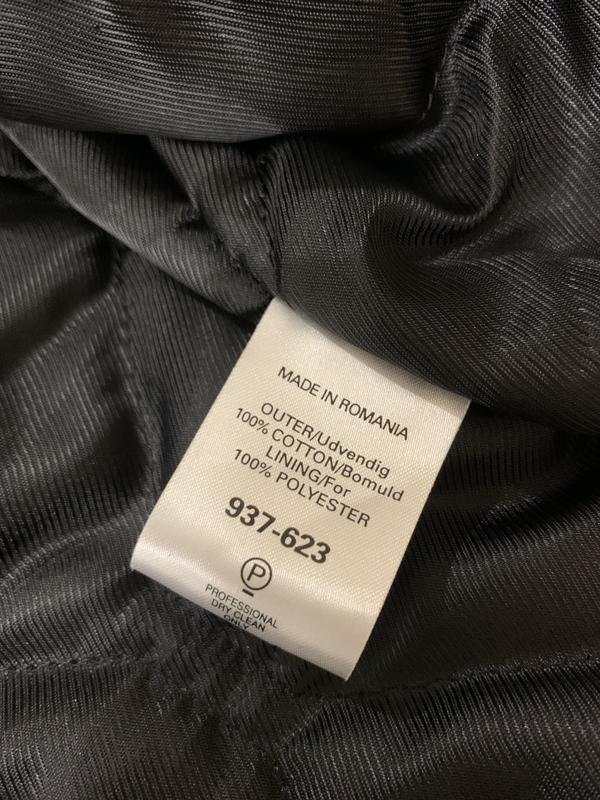 MADE IN ROMANIA
OUTER/Udvendig
100% COTTON/Bomuld
LINING/For
100% POLYESTER
937-623
P
PROFESSIONAL
DRY CLEAN
ONLY